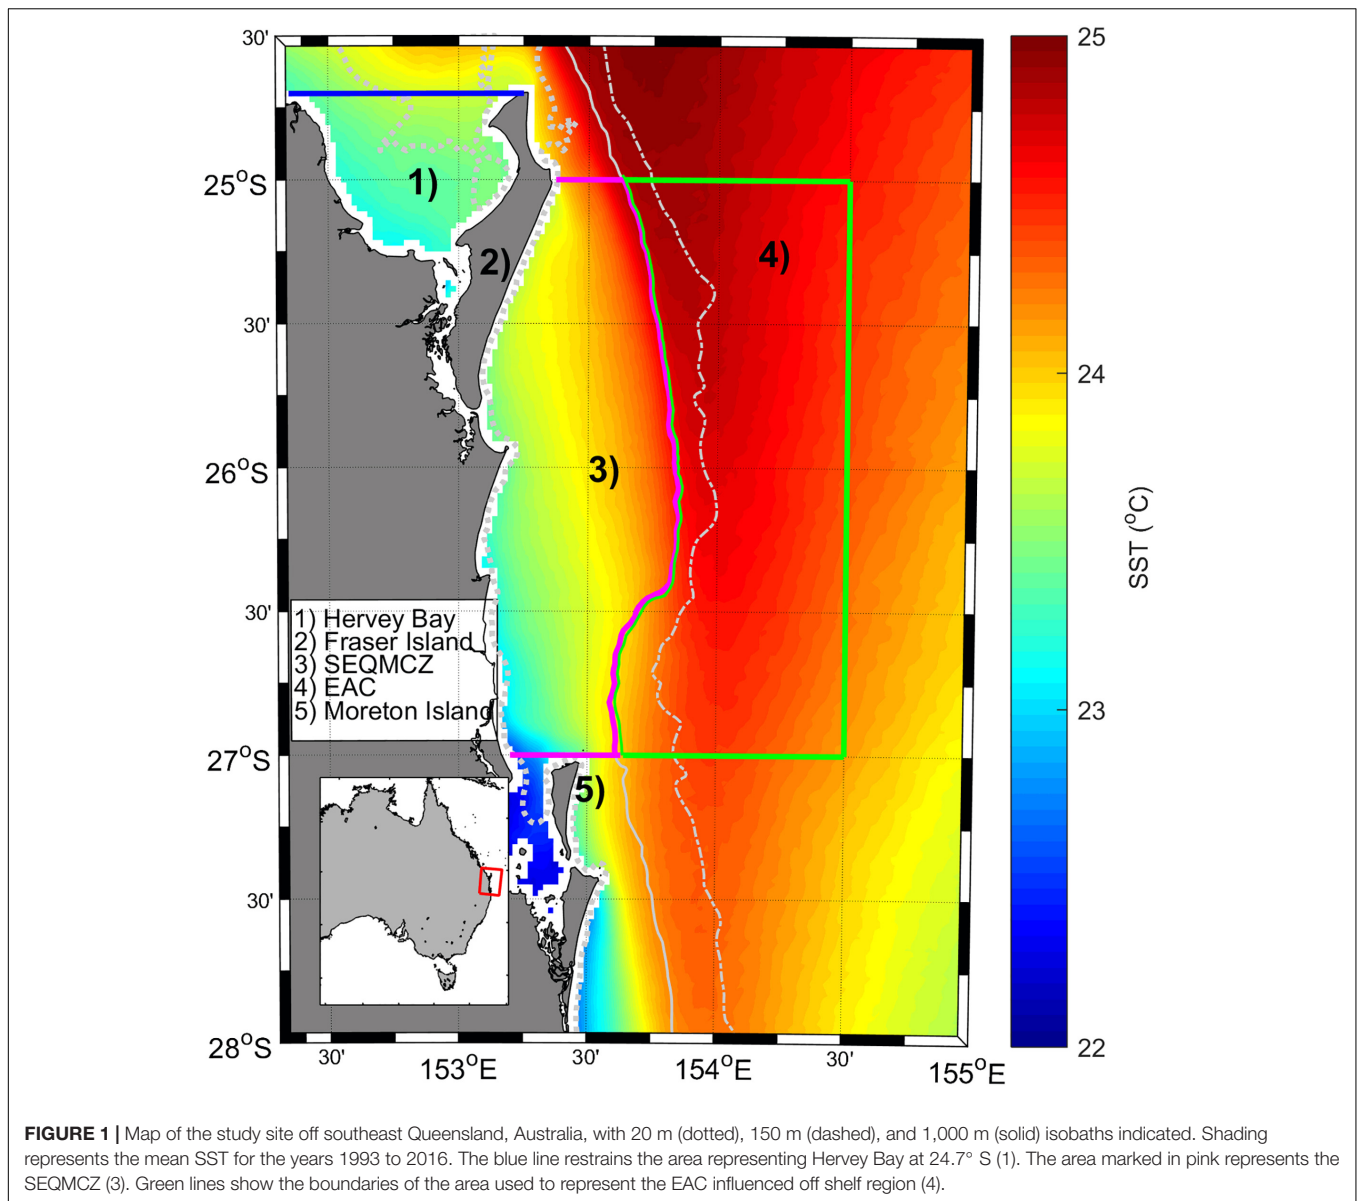 30'
25°S
30'
26°S
30'
27°S
30'
28°S
30'
153°E
30'
154°E
30'
155°E
1)
2)
3)
4)
5)
1) Hervey Bay
2) Fraser Island
3) SEQMCZ
4) EAC
5) Moreton Island
25
24
23
22
SST (°C)
FIGURE 1 | Map of the study site off southeast Queensland, Australia, with 20 m (dotted), 150 m (dashed), and 1,000 m (solid) isobaths indicated. Shading
represents the mean SST for the years 1993 to 2016. The blue line restrains the area representing Hervey Bay at 24.7° S (1). The area marked in pink represents the
SEQMCZ (3). Green lines show the boundaries of the area used to represent the EAC influenced off shelf region (4).